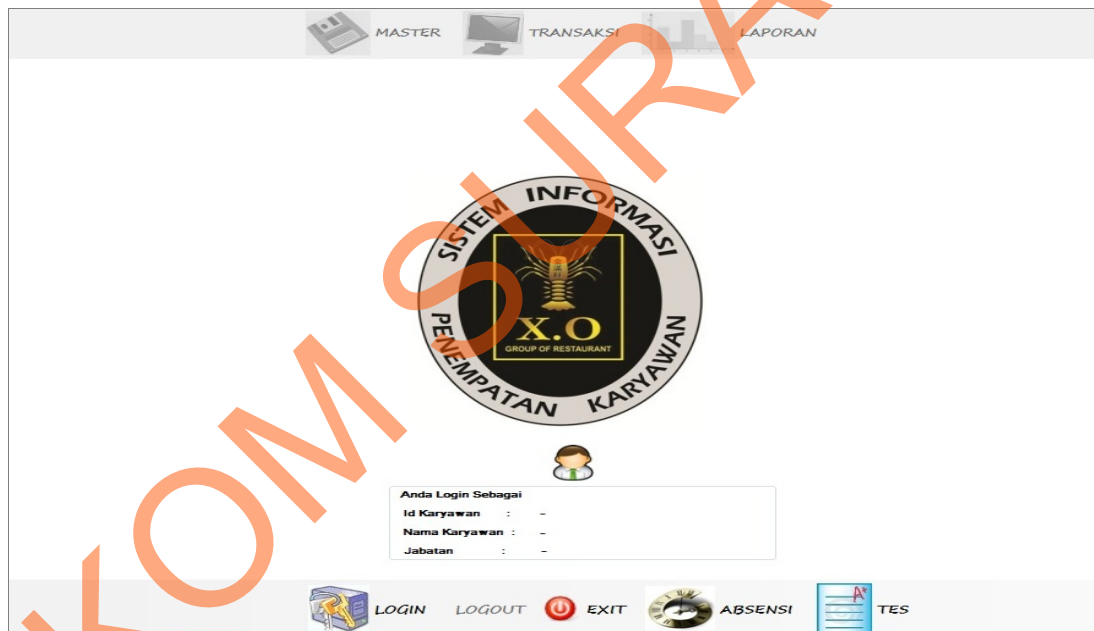 MASTER TRANSAKSI LAPORAN
SISTEM INFORMASI
X.O
GROUP OF RESTAURANT
PENEMPATAN KARYAWAN
Anda Login Sebagai
Id Karyawan : -
Nama Karyawan : -
Jabatan : -
LOGIN LOGOUT EXIT ABSENSI A+ TES
KOM SURA